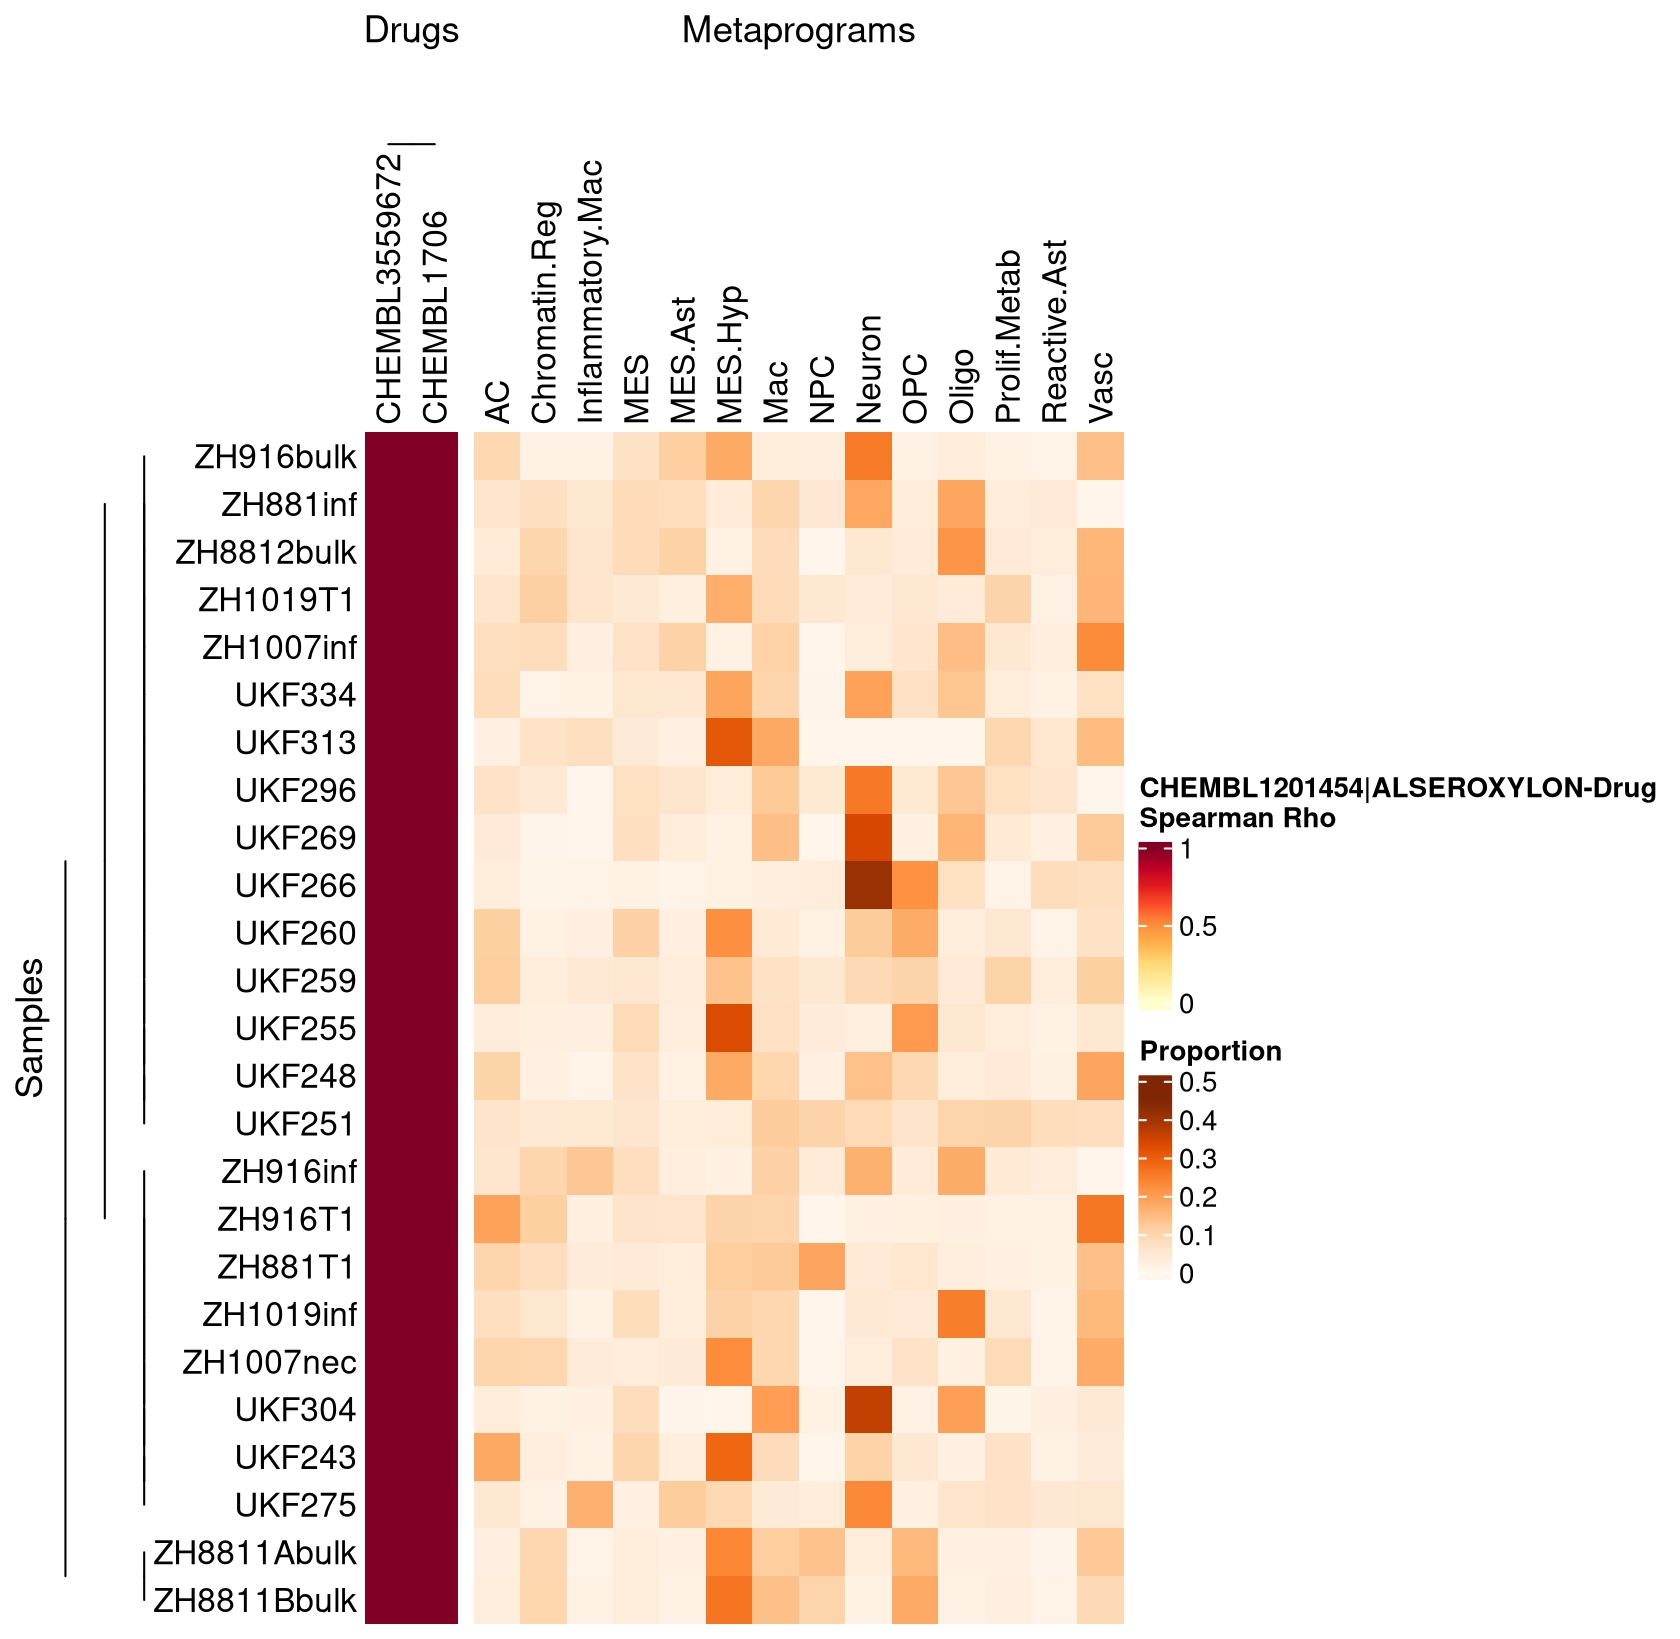 Drugs
Metaprograms
CHEMBL3559672
CHEMBL1706
AC
Chromatin.Reg
Inflammatory.Mac
MES
MES.Ast
MES.Hyp
Mac
NPC
Neuron
OPC
Oligo
Prolif.Metab
Reactive.Ast
Vasc
Samples
ZH916bulk
ZH881inf
ZH8812bulk
ZH1019T1
ZH1007inf
UKF334
UKF313
UKF296
UKF269
UKF266
UKF260
UKF259
UKF255
UKF248
UKF251
ZH916inf
ZH916T1
ZH881T1
ZH1019inf
ZH1007nec
UKF304
UKF243
UKF275
ZH8811Abulk
ZH8811Bbulk
CHEMBL1201454|ALSEROXYLON-Drug
Spearman Rho
1
0.5
0
Proportion
0.5
0.4
0.3
0.2
0.1
0